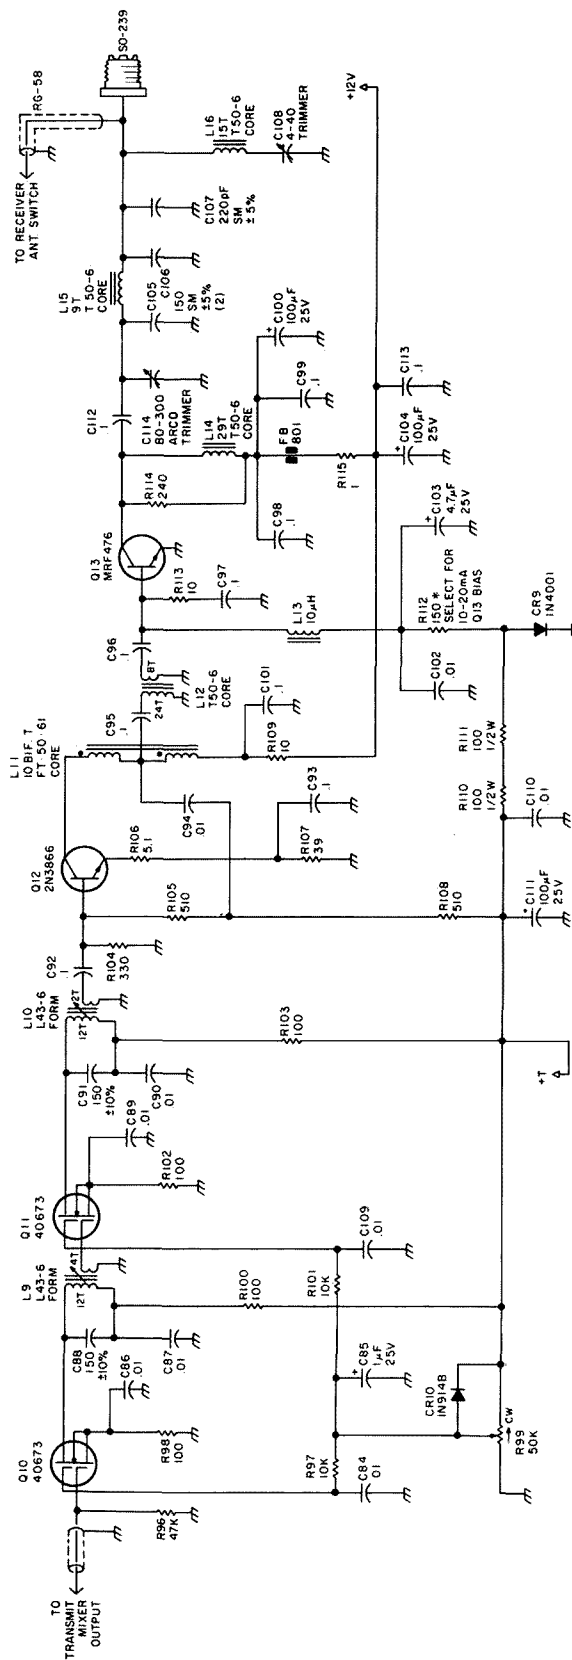 TO
TRANSMIT
MIXER
OUTPUT
R96
47K
Q10
40673
R98
100
C86
.01
C88
150
±10%
C87
.01
L9
L43-6
FORM
12T
4T
R97
10K
C84
.01
C85
1µF
25V
CR10
1N914B
CW
R99
50K
R100
100
R101
10K
C109
.01
Q11
40673
R102
100
C89
.01
C91
150
±10%
C90
.01
L10
L43-6
FORM
12T
2T
R103
100
+T
C92
.1
R104
330
R105
510
Q12
2N3866
R106
5.1
R107
39
C93
.1
C94
.01
R108
510
C111
100µF
25V
C110
.01
R110
100
1/2W
R111
100
1/2W
L11
10 BIF. T
FT-50-61
CORE
C95
.1
24T
8T
L12
T50-6
CORE
C101
.1
R109
10
C96
.1
L13
10µH
C102
.01
R112
150*
SELECT FOR
10-20mA
Q13 BIAS
C103
4.7µF
25V
CR9
1N4001
R113
10
C97
.1
Q13
MRF476
R114
240
C98
.1
L14
29T
T50-6
CORE
FB
801
C99
.1
C100
100µF
25V
R115
1
C104
100µF
25V
C113
.1
+12V
C112
.1
C114
80-300
ARCO
TRIMMER
L15
9T
T50-6
CORE
C105
C106
150
SM
±5%
(2)
C107
220pF
SM
±5%
L16
15T
T50-6
CORE
C108
4-40
TRIMMER
TO RECEIVER
ANT. SWITCH
RG-58
SO-239